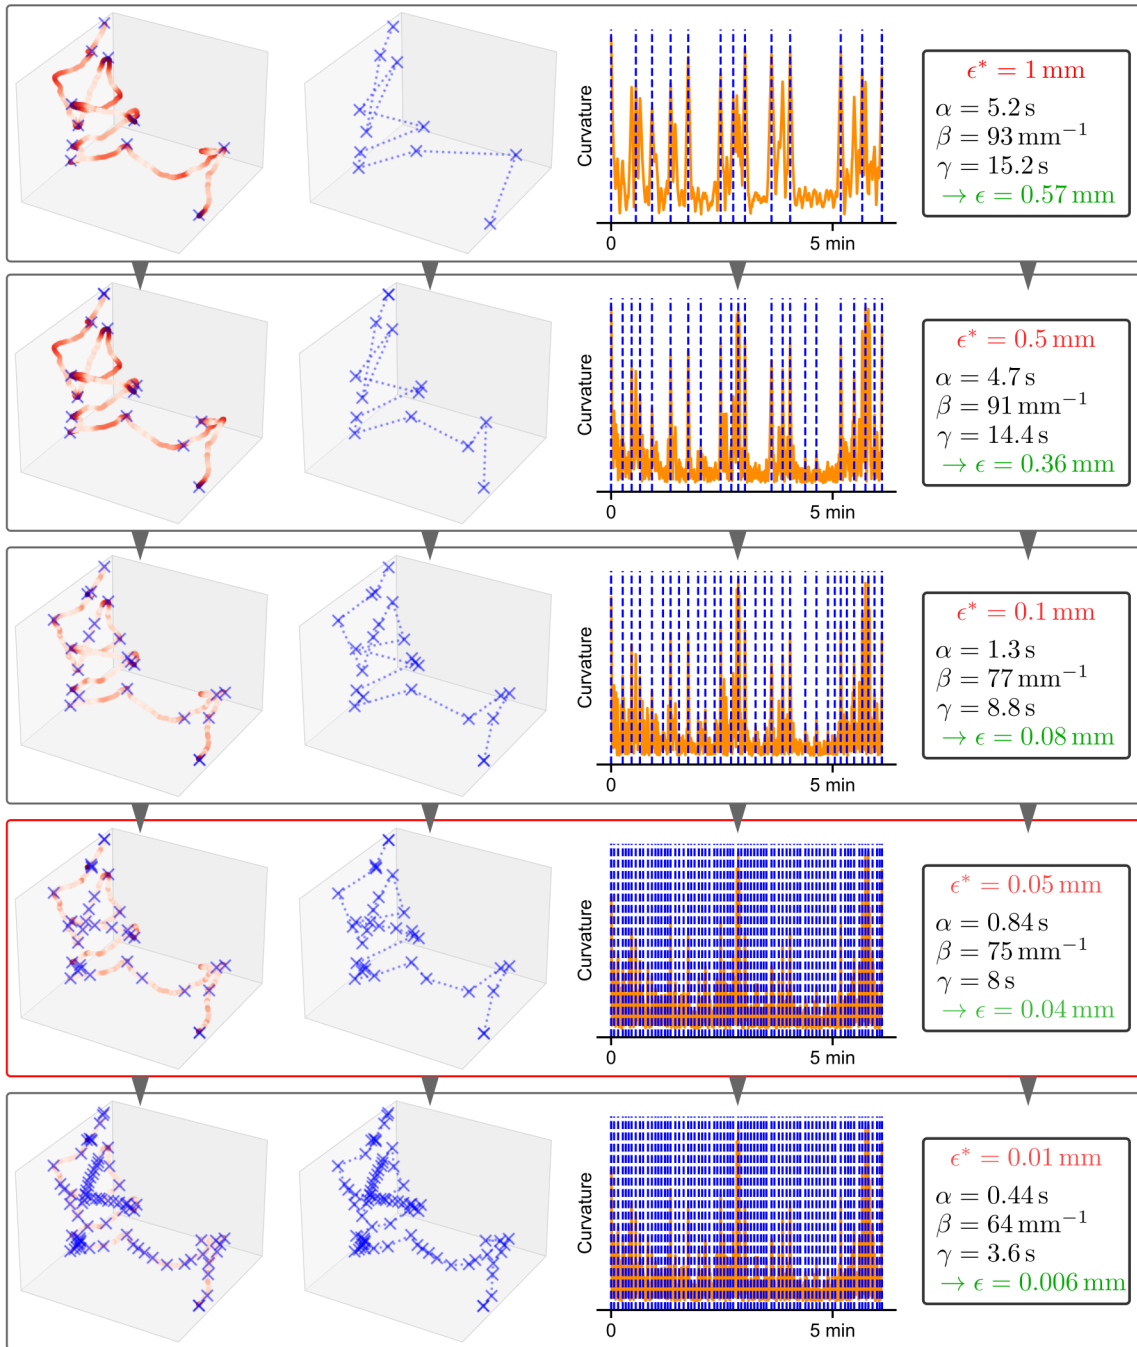 Curvature
0
5 min
ϵ* = 1 mm
α = 5.2 s
β = 93 mm⁻¹
γ = 15.2 s
→ ϵ = 0.57 mm
Curvature
0
5 min
ϵ* = 0.5 mm
α = 4.7 s
β = 91 mm⁻¹
γ = 14.4 s
→ ϵ = 0.36 mm
Curvature
0
5 min
ϵ* = 0.1 mm
α = 1.3 s
β = 77 mm⁻¹
γ = 8.8 s
→ ϵ = 0.08 mm
Curvature
0
5 min
ϵ* = 0.05 mm
α = 0.84 s
β = 75 mm⁻¹
γ = 8 s
→ ϵ = 0.04 mm
Curvature
0
5 min
ϵ* = 0.01 mm
α = 0.44 s
β = 64 mm⁻¹
γ = 3.6 s
→ ϵ = 0.006 mm